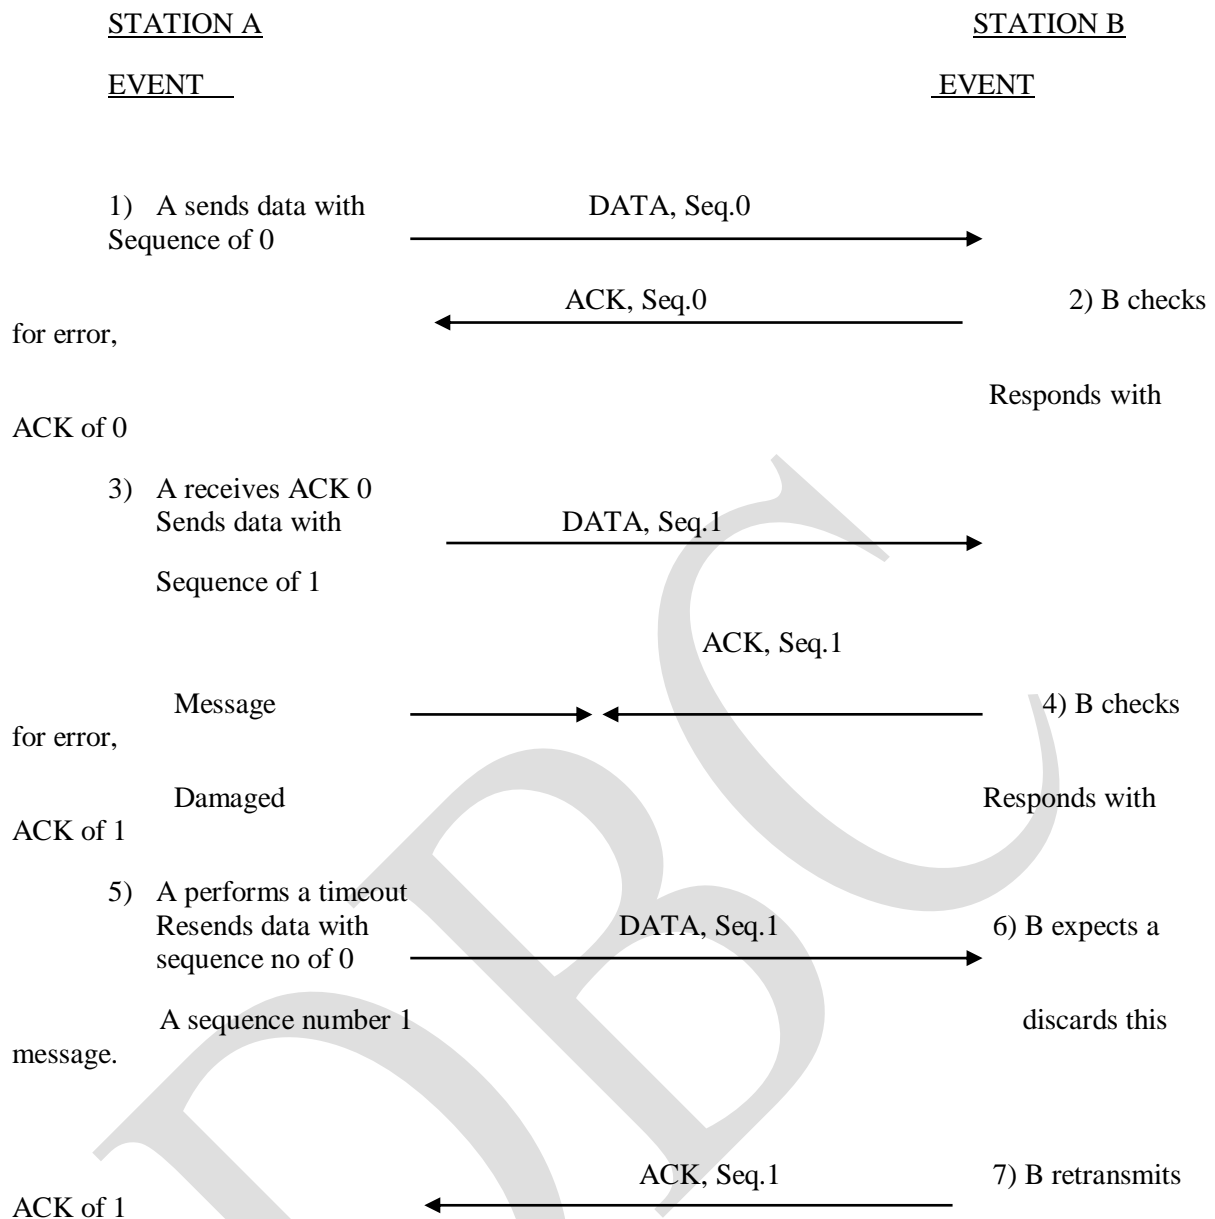 STATION A STATION B
EVENT EVENT
1) A sends data with DATA, Seq.0
Sequence of 0
ACK, Seq.0 2) B checks
for error,
Responds with
ACK of 0
3) A receives ACK 0
Sends data with DATA, Seq.1
Sequence of 1
ACK, Seq.1
Message 4) B checks
for error,
Damaged Responds with
ACK of 1
5) A performs a timeout
Resends data with DATA, Seq.1 6) B expects a
sequence no of 0
A sequence number 1 discards this
message.
ACK, Seq.1 7) B retransmits
ACK of 1
DBC